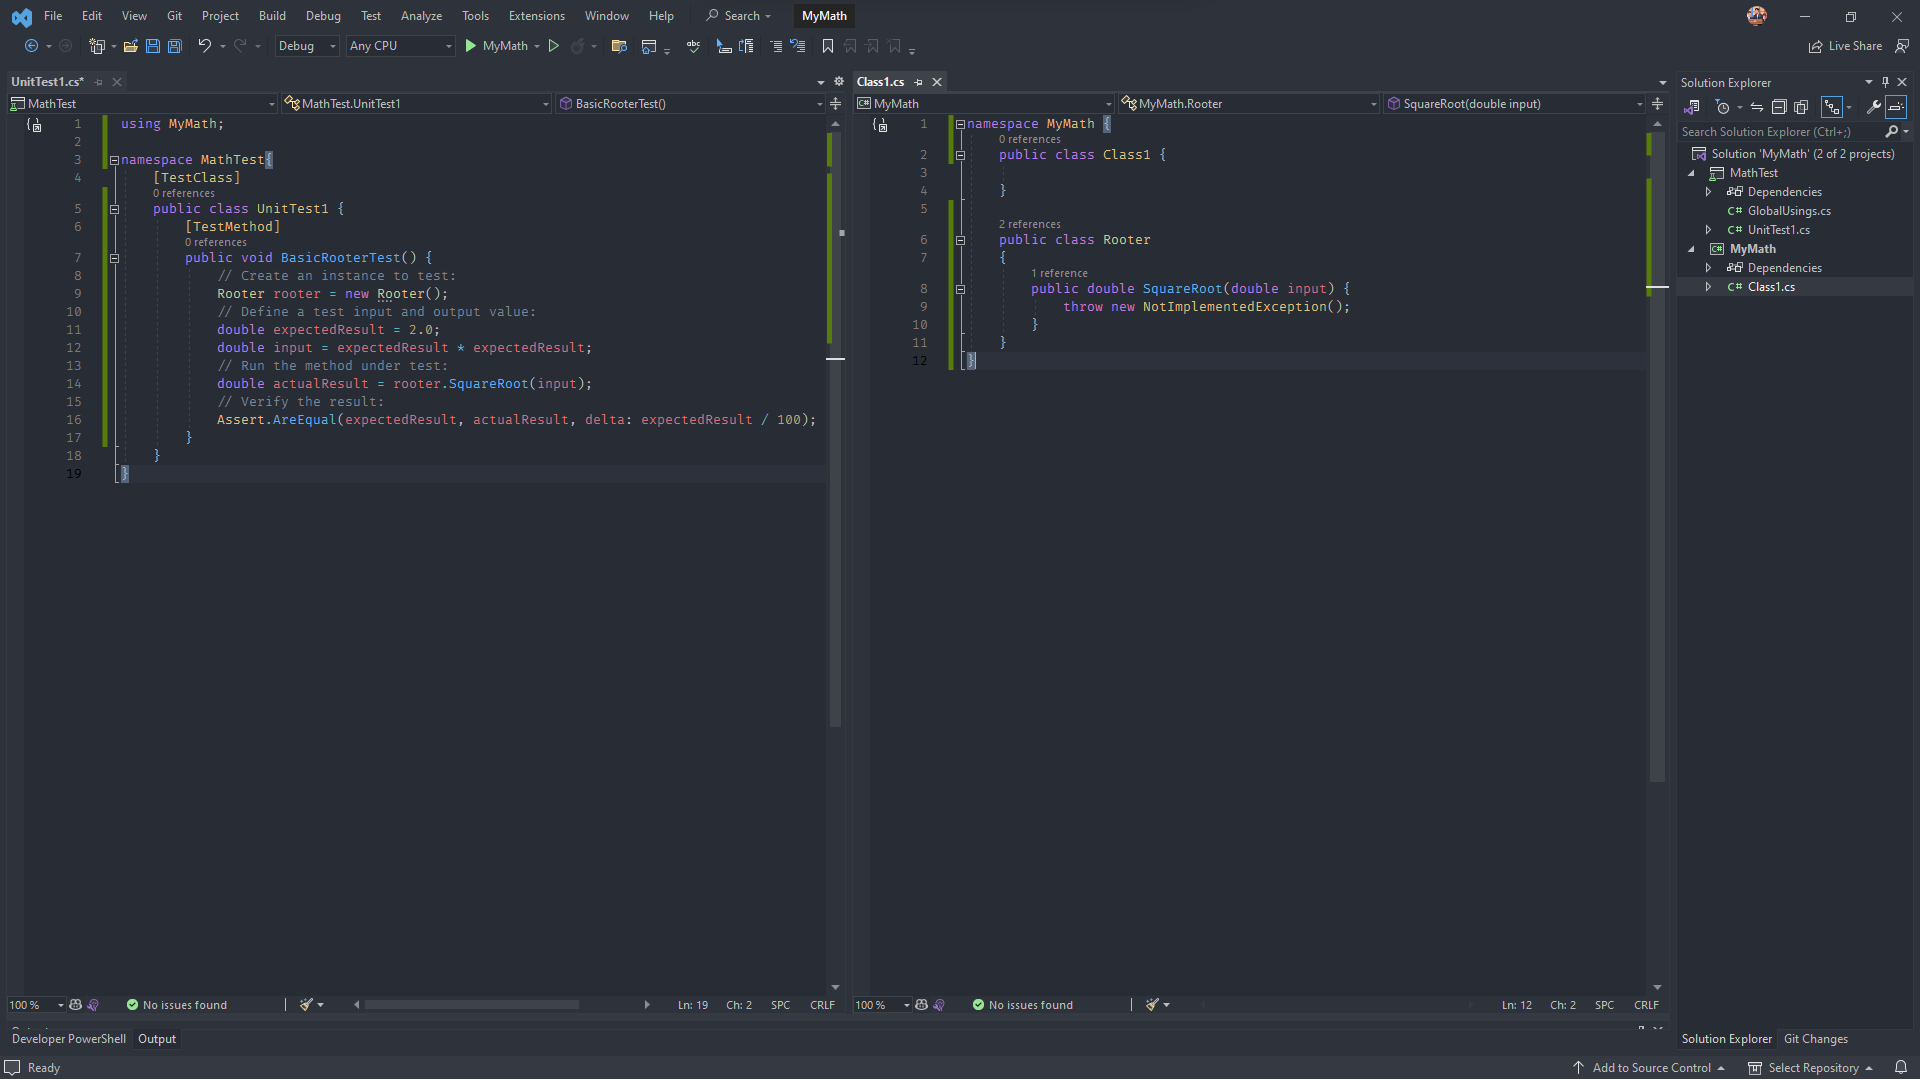 File Edit View Git Project Build Debug Test Analyze Tools Extensions Window Help Search MyMath
Debug Any CPU MyMath Live Share
UnitTest1.cs*
MathTest MathTest.UnitTest1 BasicRooterTest()
1 using MyMath;
2
3 namespace MathTest{
4 [TestClass]
0 references
5 public class UnitTest1 {
6 [TestMethod]
0 references
7 public void BasicRooterTest() {
8 // Create an instance to test:
9 Rooter rooter = new Rooter();
10 // Define a test input and output value:
11 double expectedResult = 2.0;
12 double input = expectedResult * expectedResult;
13 // Run the method under test:
14 double actualResult = rooter.SquareRoot(input);
15 // Verify the result:
16 Assert.AreEqual(expectedResult, actualResult, delta: expectedResult / 100);
17 }
18 }
19 }
100 % No issues found Ln: 19 Ch: 2 SPC CRLF
Class1.cs
MyMath MyMath.Rooter SquareRoot(double input)
1 namespace MyMath {
0 references
2 public class Class1 {
3
4 }
5
2 references
6 public class Rooter
7 {
1 reference
8 public double SquareRoot(double input) {
9 throw new NotImplementedException();
10 }
11 }
12 }
100 % No issues found Ln: 12 Ch: 2 SPC CRLF
Solution Explorer
Search Solution Explorer (Ctrl+;)
Solution 'MyMath' (2 of 2 projects)
MathTest
Dependencies
C# GlobalUsings.cs
C# UnitTest1.cs
C# MyMath
Dependencies
C# Class1.cs
Developer PowerShell Output
Solution Explorer Git Changes
Ready Add to Source Control Select Repository